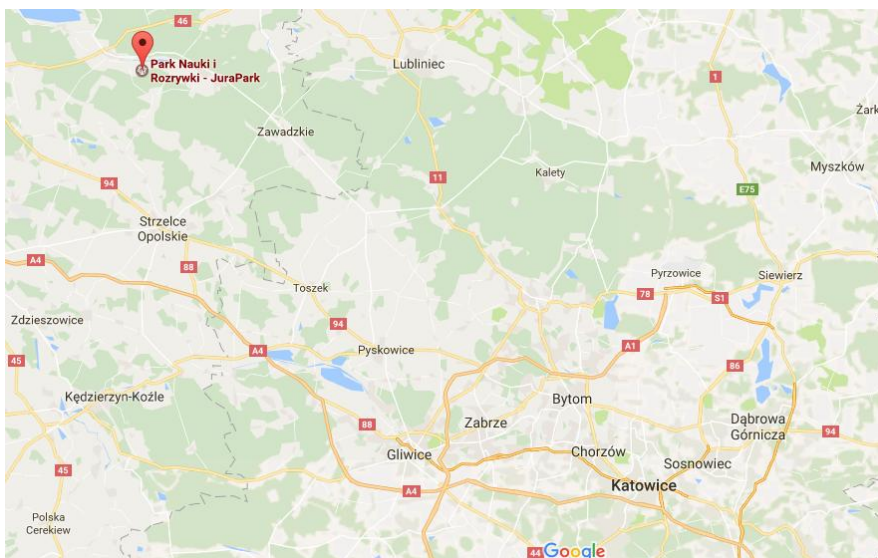 46
Park Nauki i
Rozrywki - JuraPark
Lubliniec
1
Żark
Zawadzkie
Kalety
Myszków
11
94
E75
Strzelce
Opolskie
A4
88
Pyrzowice
Siewierz
Toszek
78
S1
Zdzieszowice
94
A1
45
A4
Pyskowice
86
Kędzierzyn-Koźle
Bytom
88
Zabrze
Dąbrowa
Górnicza
94
Gliwice
Chorzów
45
Sosnowiec
A4
Katowice
Polska
Cerekiew
44
Google